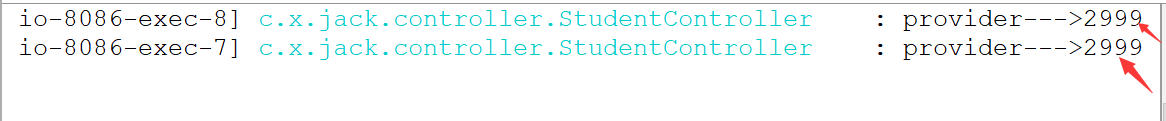 io-8086-exec-8] c.x.jack.controller.StudentController    : provider--->2999
io-8086-exec-7] c.x.jack.controller.StudentController    : provider--->2999